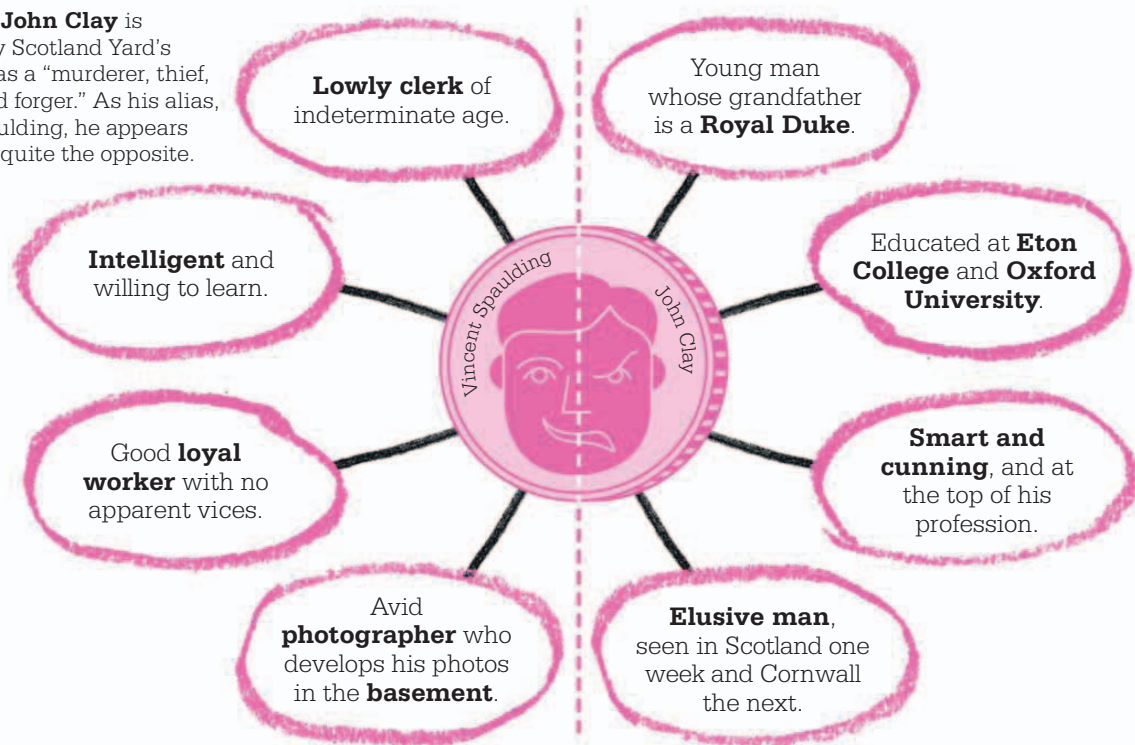 John Clay is
y Scotland Yard’s
as a “murderer, thief,
d forger.” As his alias,
ulding, he appears
quite the opposite.
Lowly clerk of
indeterminate age.
Young man
whose grandfather
is a Royal Duke.
Intelligent and
willing to learn.
Educated at Eton
College and Oxford
University.
Vincent Spaulding
John Clay
Good loyal
worker with no
apparent vices.
Smart and
cunning, and at
the top of his
profession.
Avid
photographer who
develops his photos
in the basement.
Elusive man,
seen in Scotland one
week and Cornwall
the next.